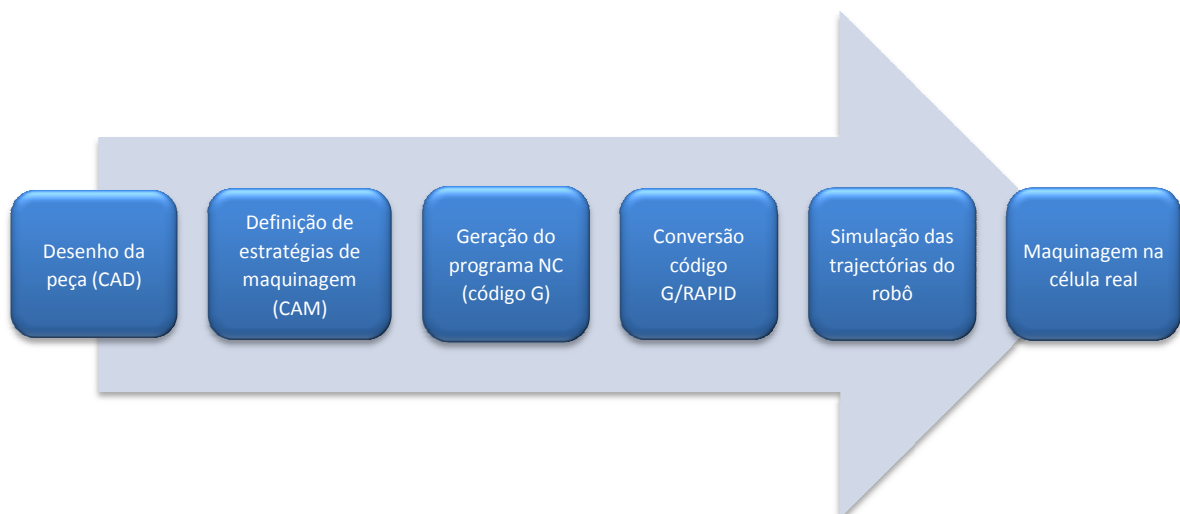 Desenho da
peça (CAD)
Definição de
estratégias de
maquinagem
(CAM)
Geração do
programa NC
(código G)
Conversão
código
G/RAPID
Simulação das
trajectórias do
robô
Maquinagem na
célula real